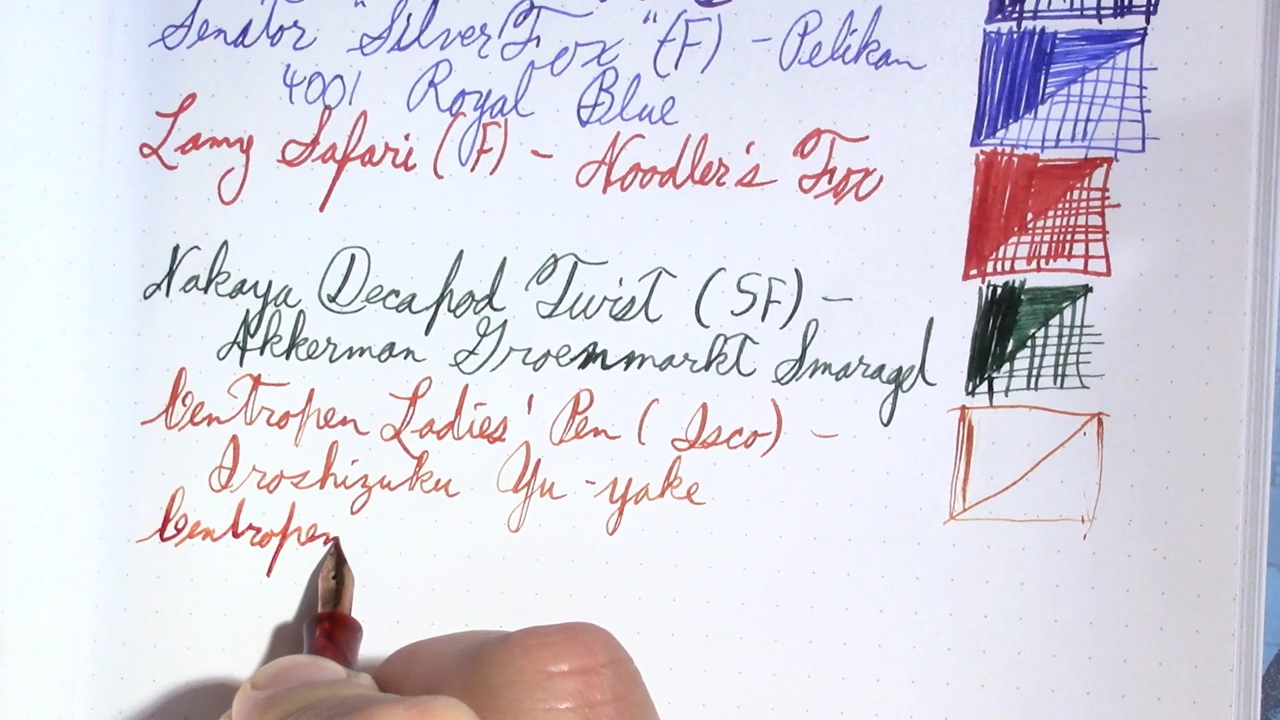 Senator "Silver Fox" (F) - Pelikan
4001 Royal Blue
Lamy Safari (F) - Noodler's Fox
Nakaya Decapod Twist (SF) -
Akkerman Groenmarkt Smaragd
Centropen Ladies' Pen (Isco) -
Iroshizuku Yu-yake
Centropen